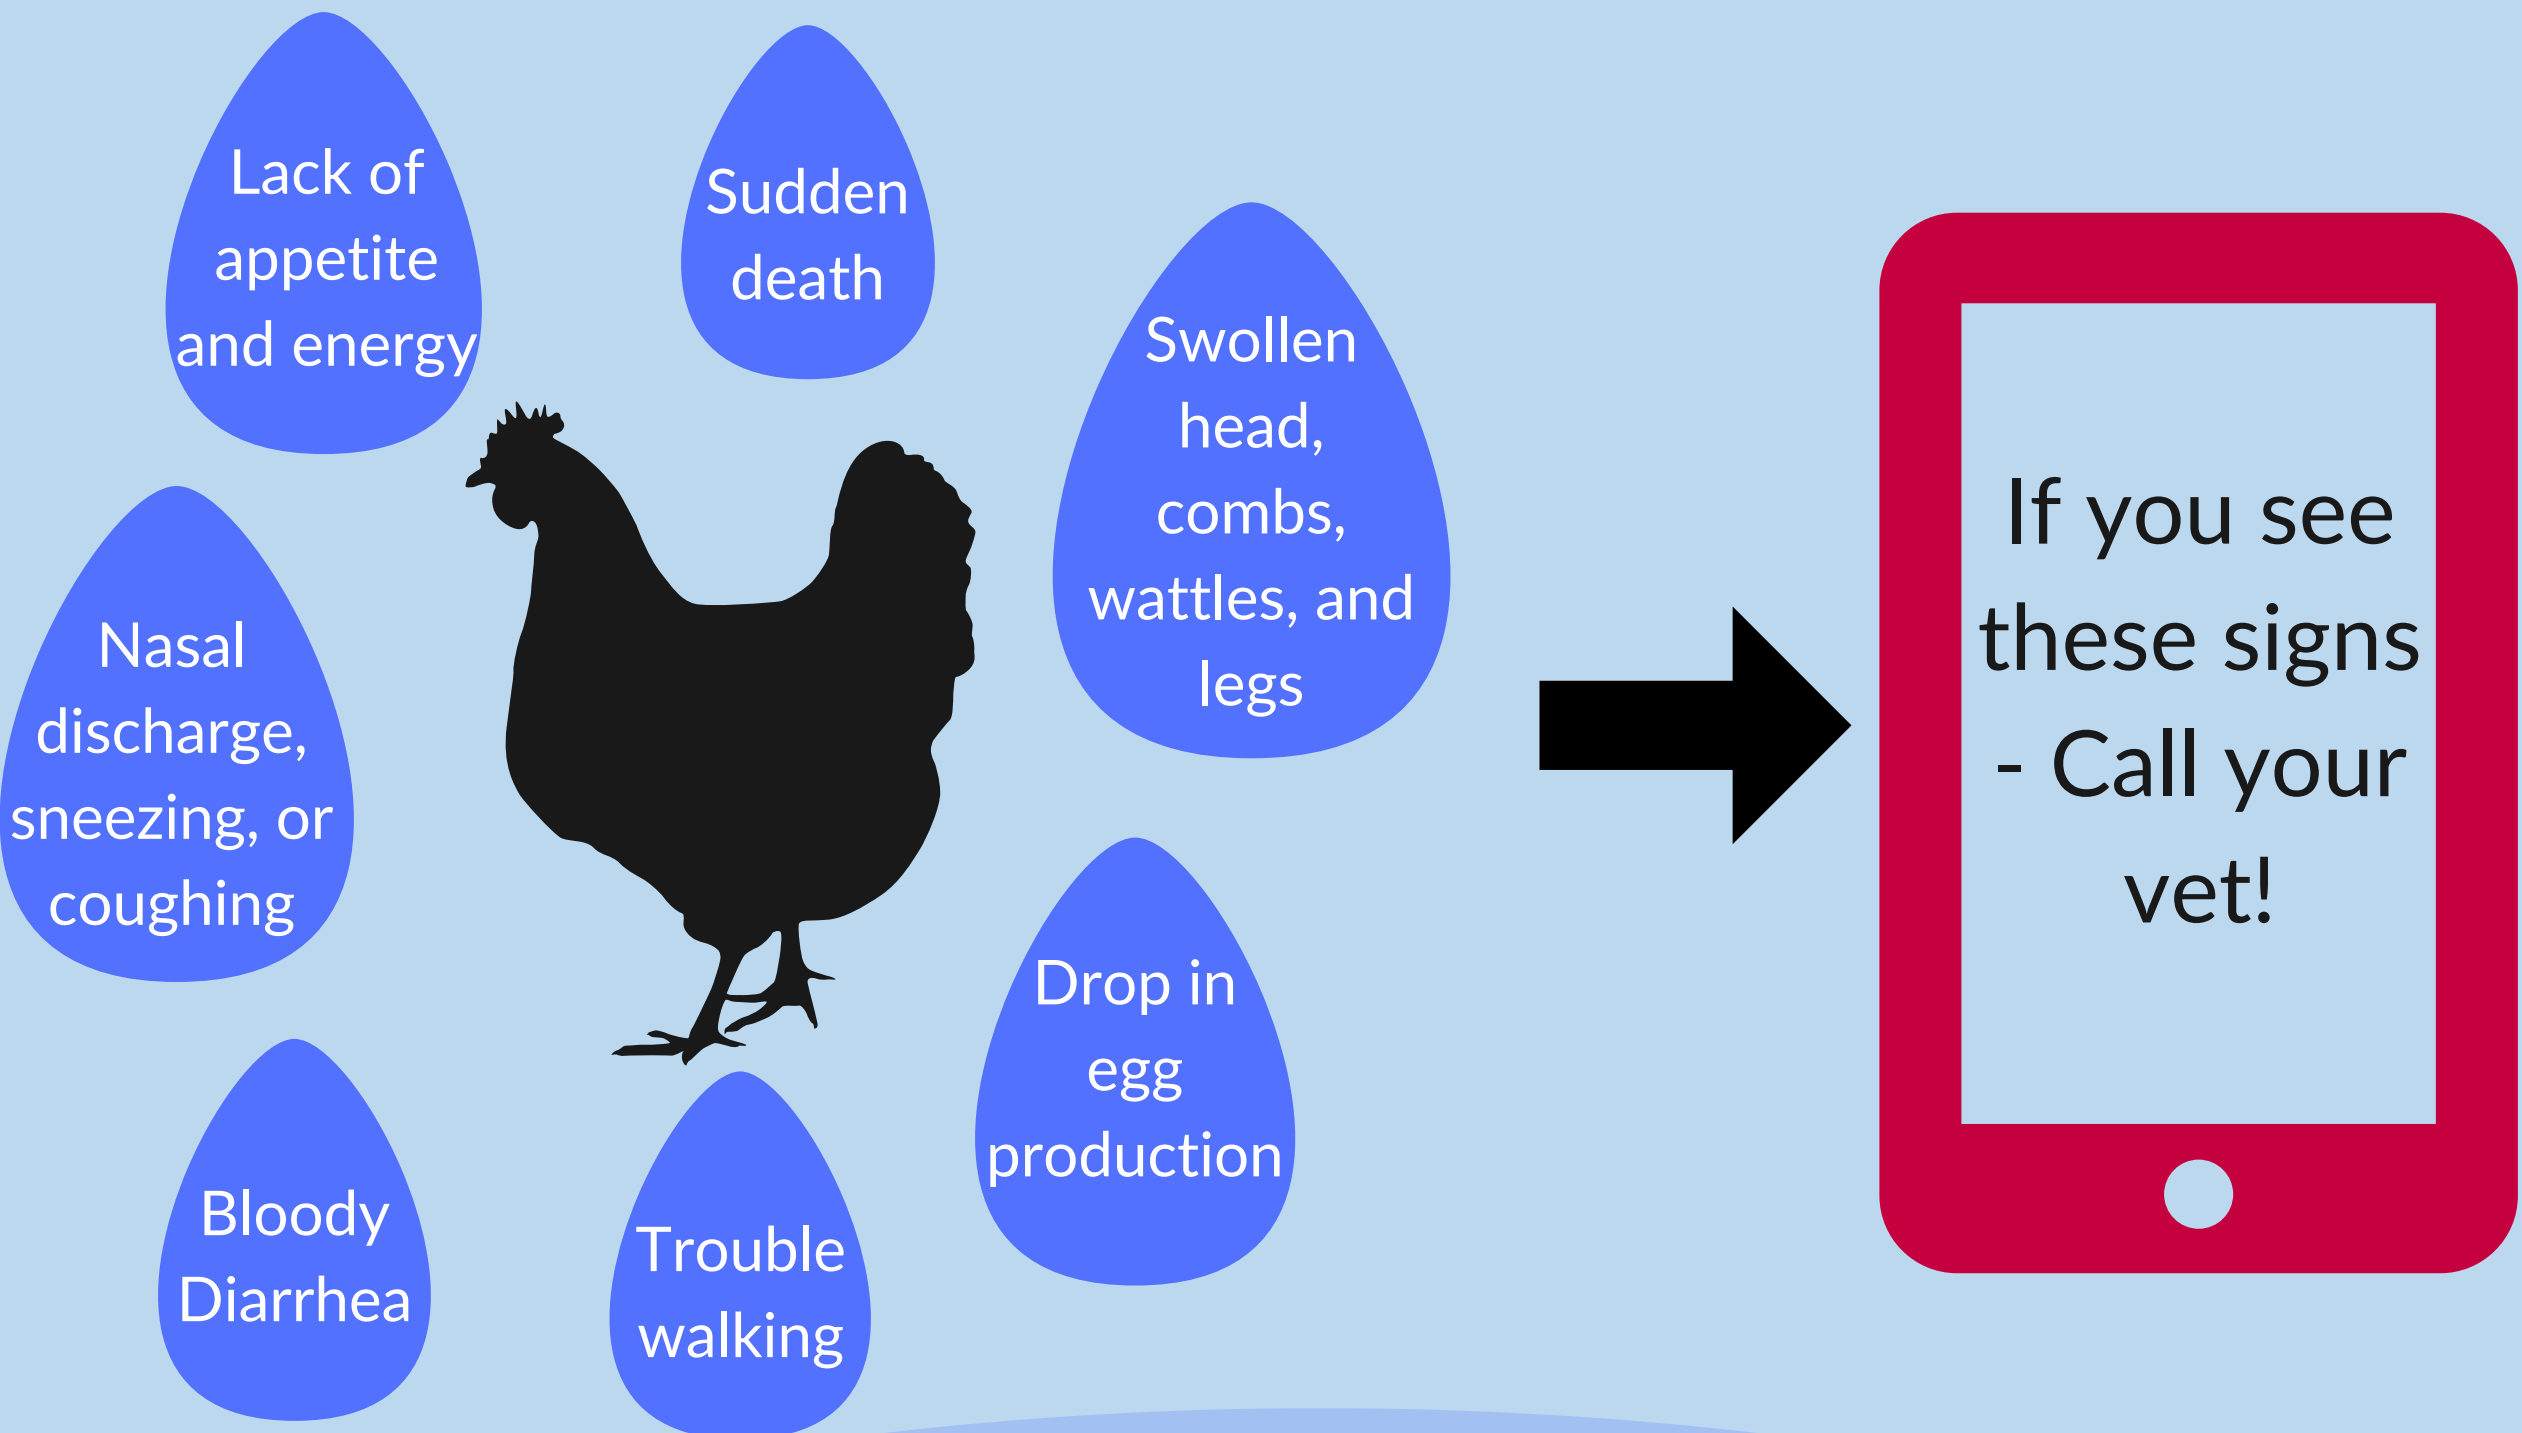 Lack of
appetite
and energy
Sudden
death
Swollen
head,
combs,
wattles, and
legs
Nasal
discharge,
sneezing, or
coughing
Drop in
egg
production
Bloody
Diarrhea
Trouble
walking
If you see
these signs
- Call your
vet!